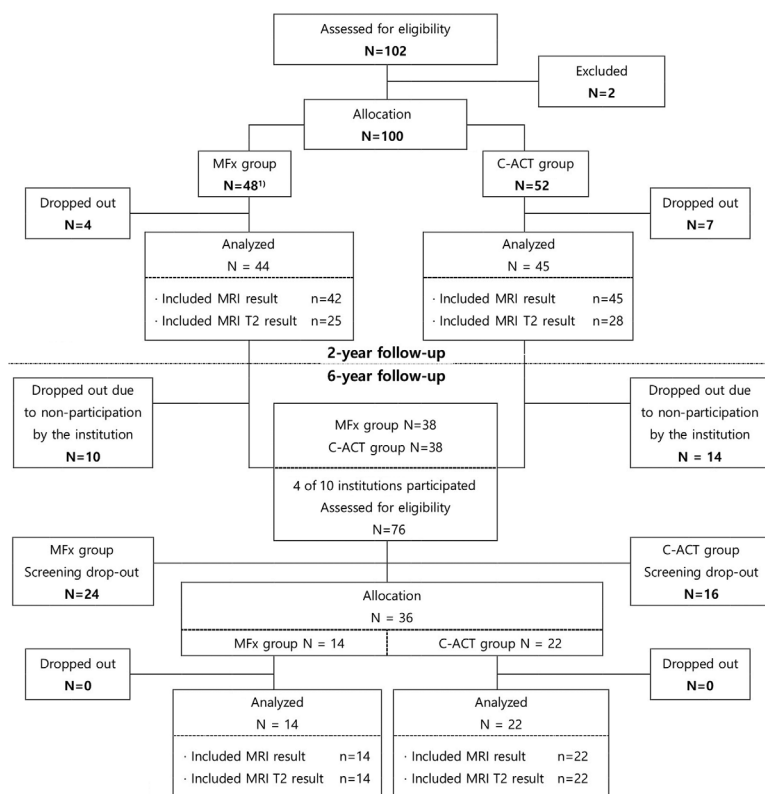 Assessed for eligibility
N=102
Excluded
N=2
Allocation
N=100
MFx group
N=48¹⁾
C-ACT group
N=52
Dropped out
N=4
Dropped out
N=7
Analyzed
N = 44
· Included MRI result n=42
· Included MRI T2 result n=25
Analyzed
N = 45
· Included MRI result n=45
· Included MRI T2 result n=28
2-year follow-up
6-year follow-up
Dropped out due
to non-participation
by the institution
N=10
MFx group N=38
C-ACT group N=38
4 of 10 institutions participated
Assessed for eligibility
N=76
Dropped out due
to non-participation
by the institution
N = 14
MFx group
Screening drop-out
N=24
C-ACT group
Screening drop-out
N=16
Allocation
N = 36
MFx group N = 14
C-ACT group N = 22
Dropped out
N=0
Dropped out
N=0
Analyzed
N = 14
· Included MRI result n=14
· Included MRI T2 result n=14
Analyzed
N = 22
· Included MRI result n=22
· Included MRI T2 result n=22